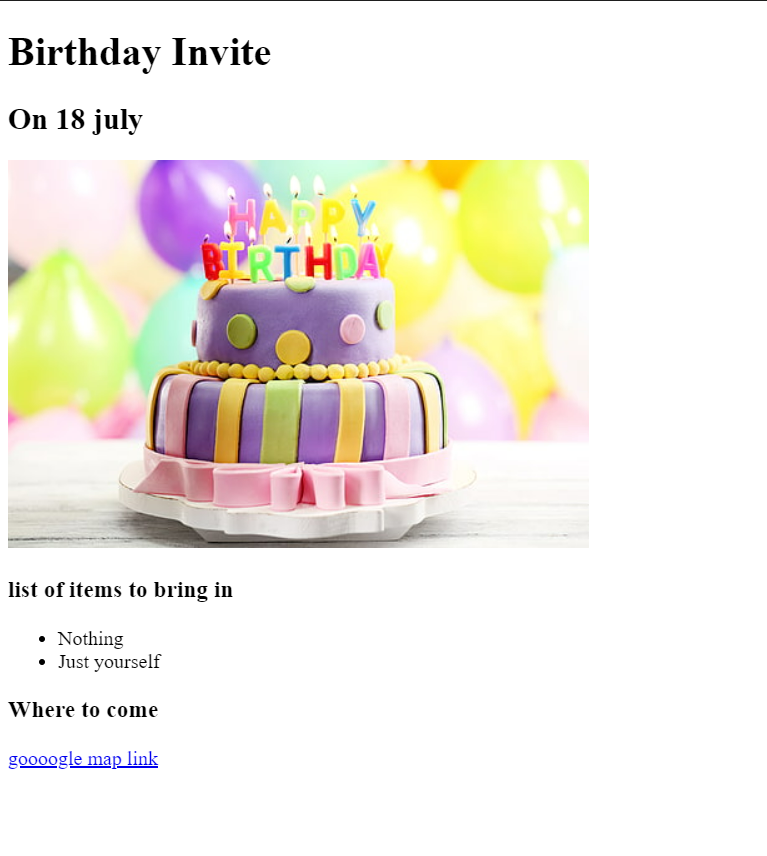 Birthday Invite
On 18 july
HAPPY
BIRTHDAY
list of items to bring in
Nothing
Just yourself
Where to come
goooogle map link